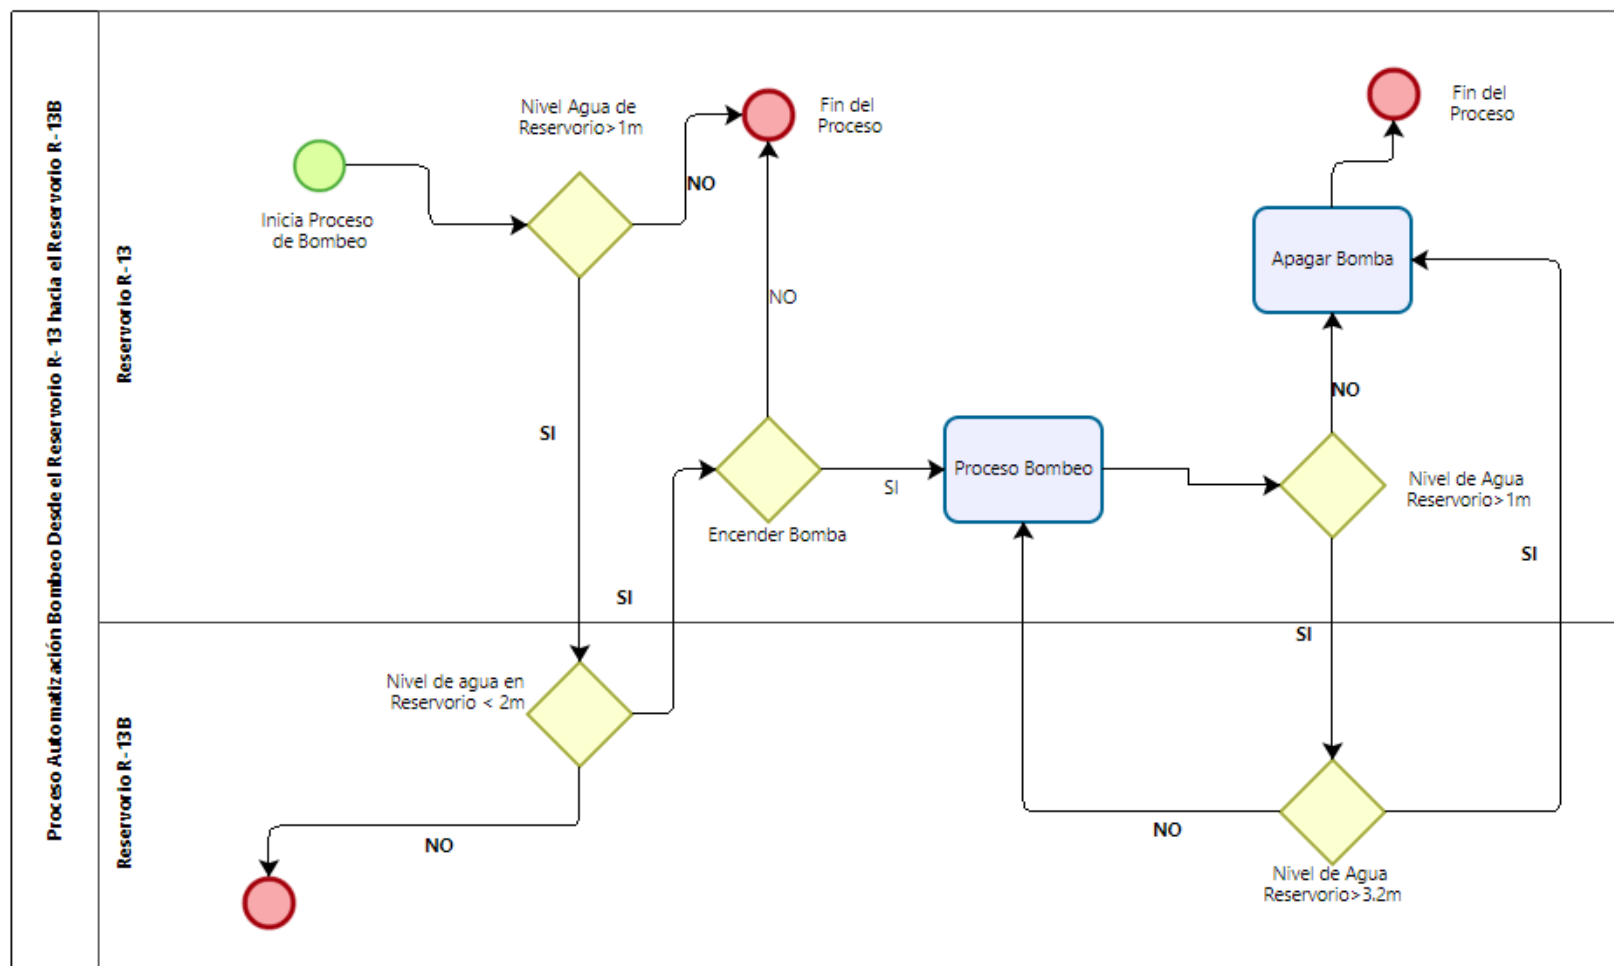 Proceso Automatización Bombeo Desde el Reservorio R-13 hacia el Reservorio R-13B
Reservorio R-13
Inicia Proceso
de Bombeo
Nivel Agua de
Reservorio>1m
NO
Fin del
Proceso
NO
SI
Encender Bomba
SI
Proceso Bombeo
Fin del
Proceso
Apagar Bomba
NO
Nivel de Agua
Reservorio>1m
SI
SI
SI
Reservorio R-13B
Nivel de agua en
Reservorio < 2m
NO
NO
Nivel de Agua
Reservorio>3.2m